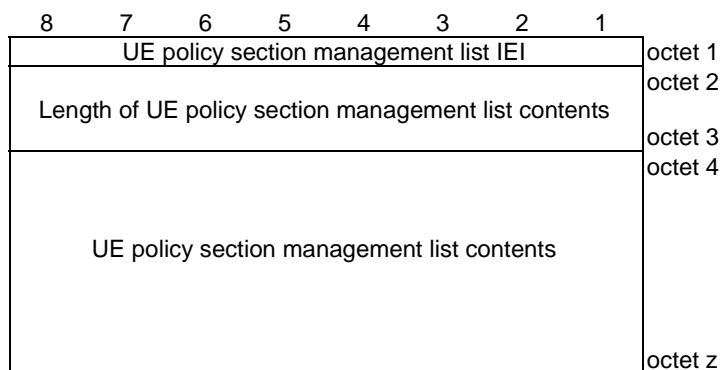 8 7 6 5 4 3 2 1
UE policy section management list IEI octet 1
octet 2
Length of UE policy section management list contents
octet 3
octet 4
UE policy section management list contents
octet z